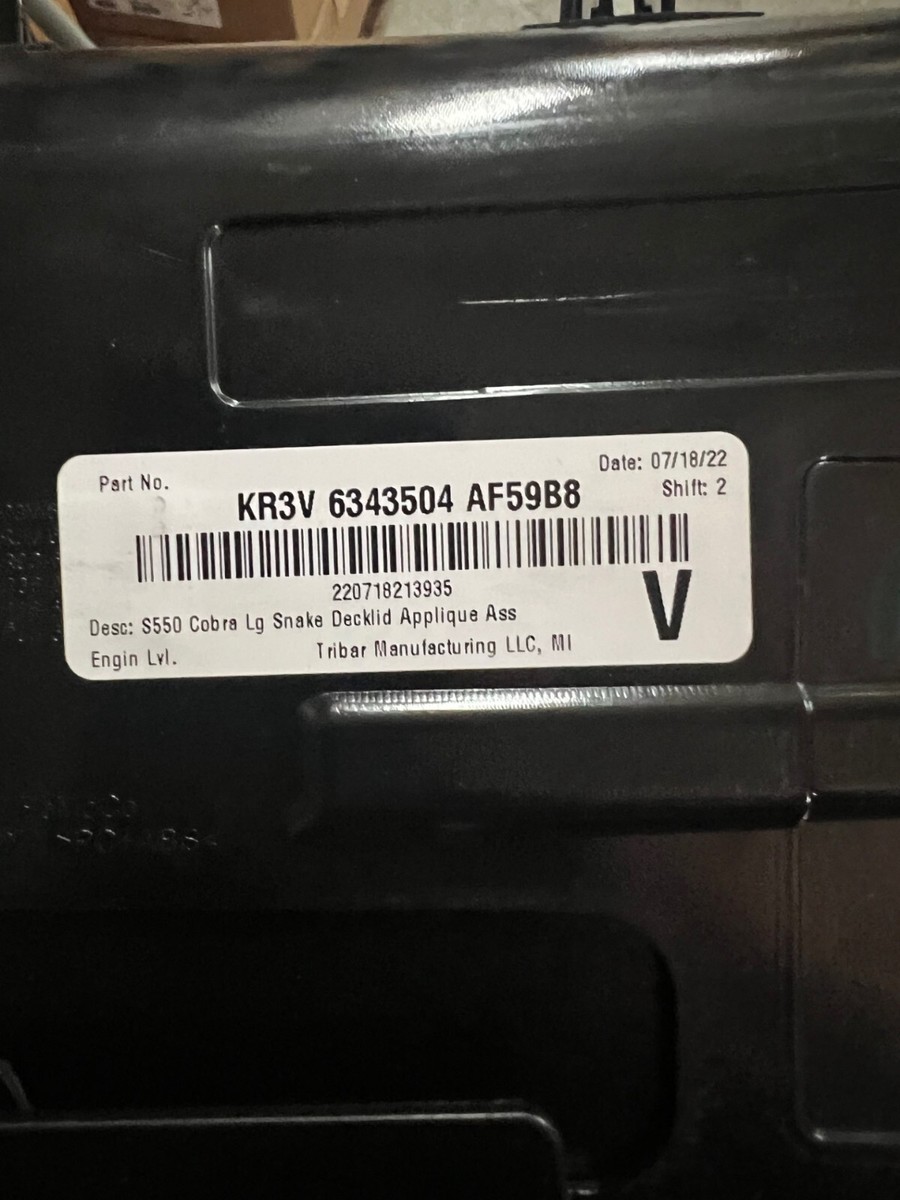 Part No.
Date: 07/18/22
KR3V 6343504 AF59B8
Shift: 2
220718213935
V
Desc: S550 Cobra Lg Snake Decklid Applique Ass
Engin Lvl.
Tribar Manufacturing LLC, MI